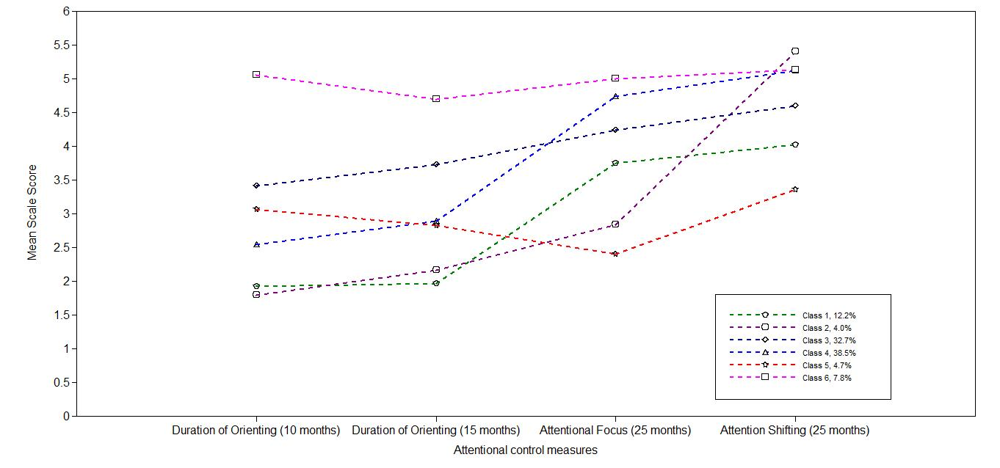 6
5.5
5
4.5
4
3.5
3
2.5
2
1.5
1
0.5
0
Mean Scale Score
Class 1, 12.2%
Class 2, 4.0%
Class 3, 32.7%
Class 4, 38.5%
Class 5, 4.7%
Class 6, 7.8%
Duration of Orienting (10 months) Duration of Orienting (15 months) Attentional Focus (25 months) Attention Shifting (25 months)
Attentional control measures